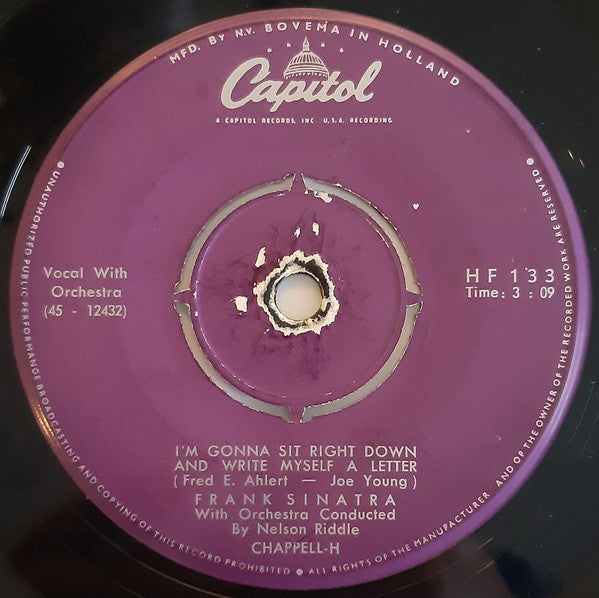 MFD. BY N.V. BOVEMA IN HOLLAND
Capitol
A CAPITOL RECORDS, INC. U.S.A. RECORDING
Vocal With
Orchestra
(45 - 12432)
HF 133
Time: 3 : 09
I'M GONNA SIT RIGHT DOWN
AND WRITE MYSELF A LETTER
(Fred E. Ahlert — Joe Young)
FRANK SINATRA
With Orchestra Conducted
By Nelson Riddle
CHAPPELL-H
• UNAUTHORIZED PUBLIC PERFORMANCE BROADCASTING AND COPYING OF THIS RECORD PROHIBITED • ALL RIGHTS OF THE MANUFACTURER AND OF THE OWNER OF THE RECORDED WORK ARE RESERVED •